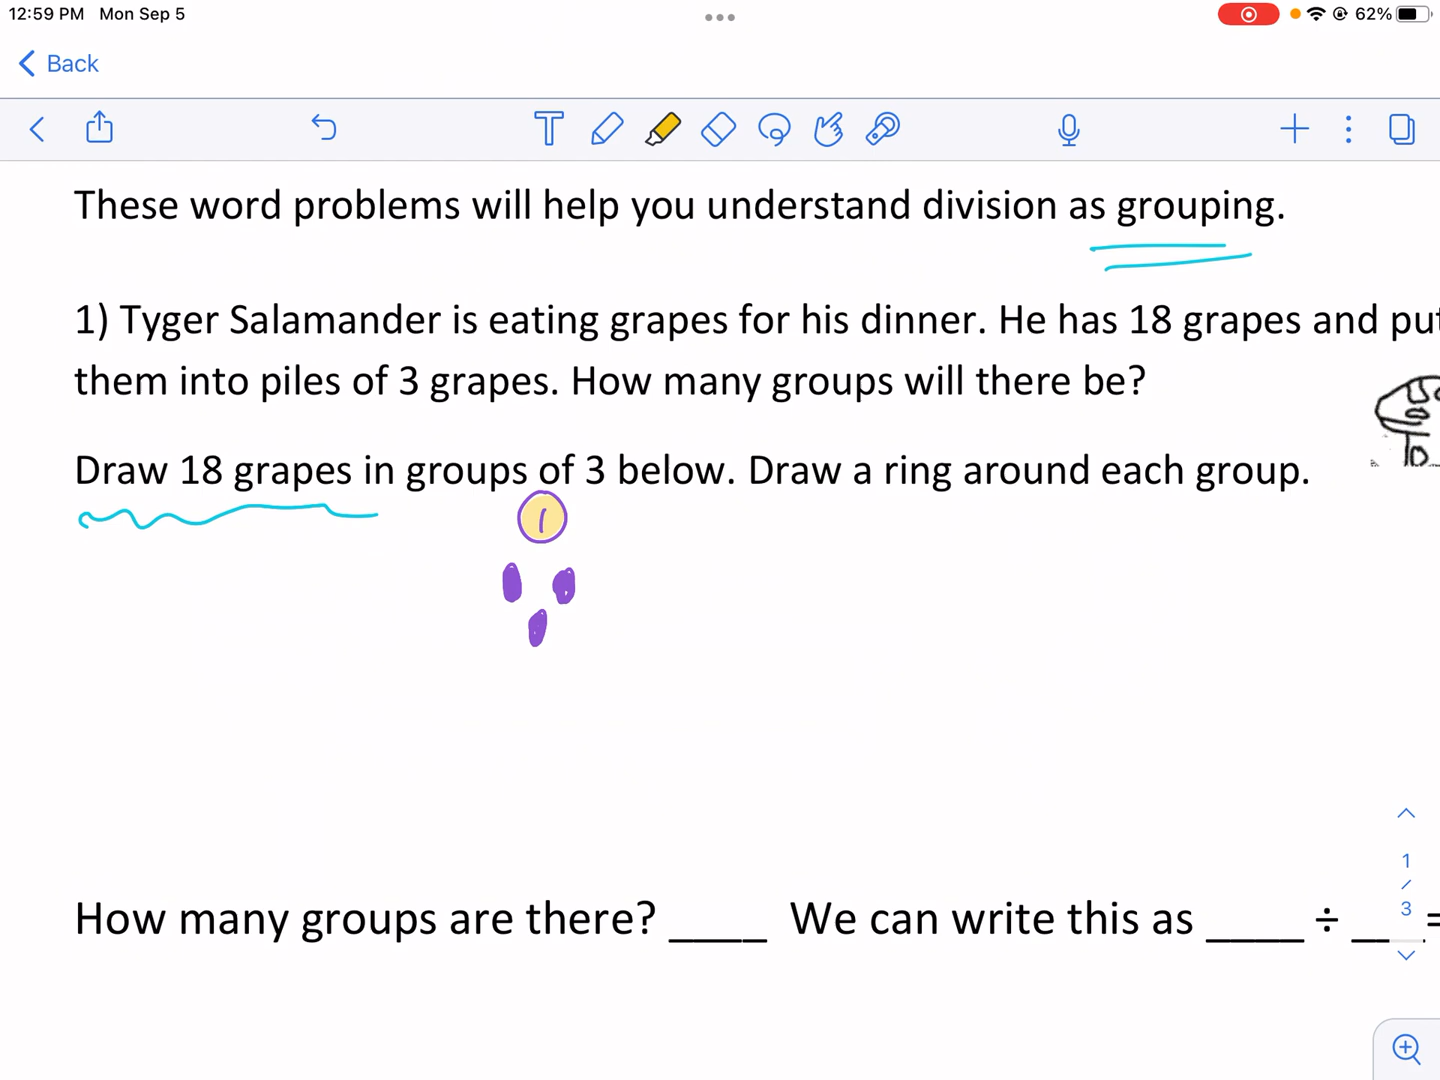 12:59 PM Mon Sep 5
62%
Back
These word problems will help you understand division as grouping.
1) Tyger Salamander is eating grapes for his dinner. He has 18 grapes and put
them into piles of 3 grapes. How many groups will there be?
Draw 18 grapes in groups of 3 below. Draw a ring around each group.
1
1
/
3
How many groups are there? ____ We can write this as ____ ÷ ___ =